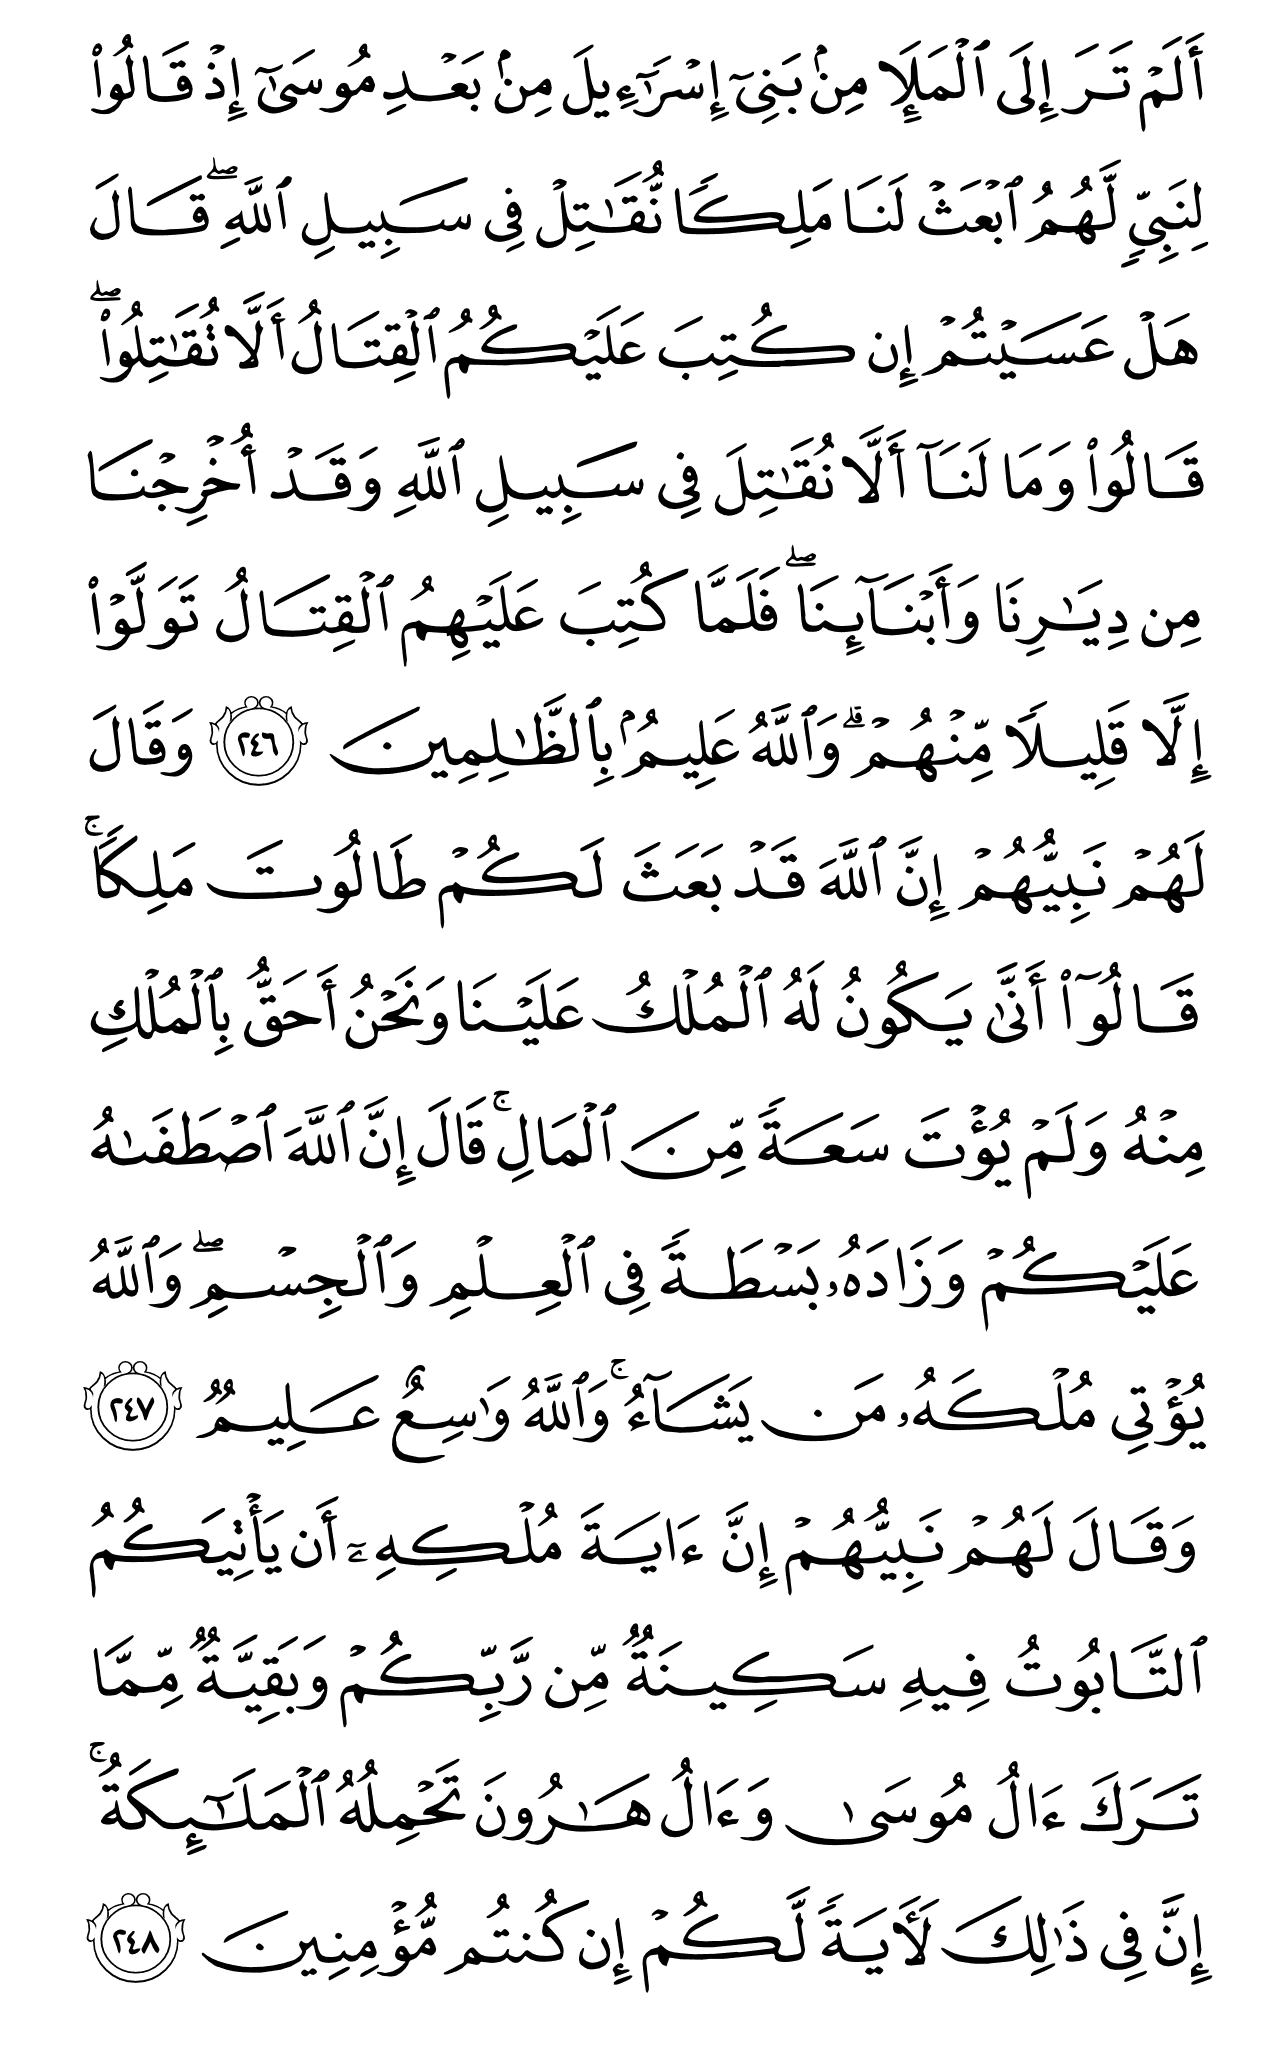 أَلَمۡ تَرَ إِلَى ٱلۡمَلَإِ مِنۢ بَنِيٓ إِسۡرَٰٓءِيلَ مِنۢ بَعۡدِ مُوسَىٰٓ إِذۡ قَالُواْ
لِنَبِيّٖ لَّهُمُ ٱبۡعَثۡ لَنَا مَلِكٗا نُّقَٰتِلۡ فِي سَبِيلِ ٱللَّهِۖ قَالَ
هَلۡ عَسَيۡتُمۡ إِن كُتِبَ عَلَيۡكُمُ ٱلۡقِتَالُ أَلَّا تُقَٰتِلُواْۖ
قَالُواْ وَمَا لَنَآ أَلَّا نُقَٰتِلَ فِي سَبِيلِ ٱللَّهِ وَقَدۡ أُخۡرِجۡنَا
مِن دِيَٰرِنَا وَأَبۡنَآئِنَاۖ فَلَمَّا كُتِبَ عَلَيۡهِمُ ٱلۡقِتَالُ تَوَلَّوۡاْ
إِلَّا قَلِيلٗا مِّنۡهُمۡۚ وَٱللَّهُ عَلِيمُۢ بِٱلظَّٰلِمِينَ ٢٤٦ وَقَالَ
لَهُمۡ نَبِيُّهُمۡ إِنَّ ٱللَّهَ قَدۡ بَعَثَ لَكُمۡ طَالُوتَ مَلِكٗاۚ
قَالُوٓاْ أَنَّىٰ يَكُونُ لَهُ ٱلۡمُلۡكُ عَلَيۡنَا وَنَحۡنُ أَحَقُّ بِٱلۡمُلۡكِ
مِنۡهُ وَلَمۡ يُؤۡتَ سَعَةٗ مِّنَ ٱلۡمَالِۚ قَالَ إِنَّ ٱللَّهَ ٱصۡطَفَىٰهُ
عَلَيۡكُمۡ وَزَادَهُۥ بَسۡطَةٗ فِي ٱلۡعِلۡمِ وَٱلۡجِسۡمِۖ وَٱللَّهُ
يُؤۡتِي مُلۡكَهُۥ مَن يَشَآءُۚ وَٱللَّهُ وَٰسِعٌ عَلِيمٞ ٢٤٧
وَقَالَ لَهُمۡ نَبِيُّهُمۡ إِنَّ ءَايَةَ مُلۡكِهِۦٓ أَن يَأۡتِيَكُمُ
ٱلتَّابُوتُ فِيهِ سَكِينَةٞ مِّن رَّبِّكُمۡ وَبَقِيَّةٞ مِّمَّا
تَرَكَ ءَالُ مُوسَىٰ وَءَالُ هَٰرُونَ تَحۡمِلُهُ ٱلۡمَلَٰٓئِكَةُۚ
إِنَّ فِي ذَٰلِكَ لَأٓيَةٗ لَّكُمۡ إِن كُنتُم مُّؤۡمِنِينَ ٢٤٨